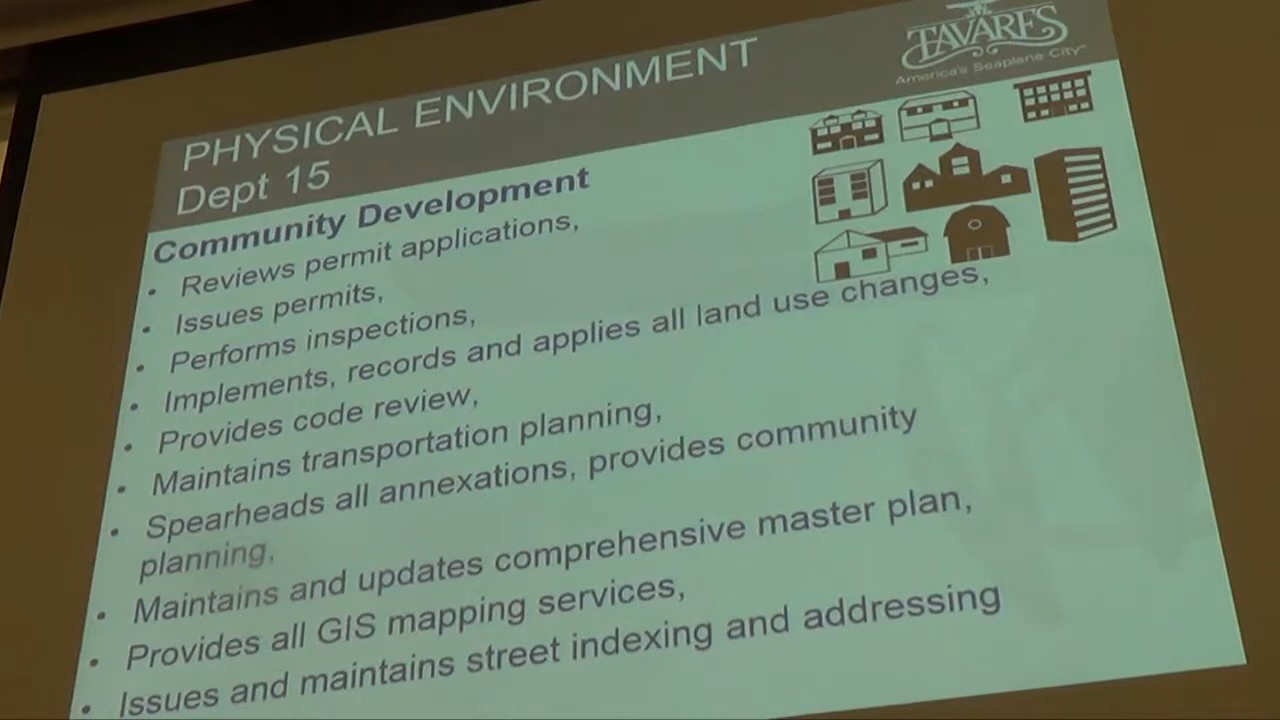 TAVARES
America's Seaplane City
PHYSICAL ENVIRONMENT
Dept 15
Community Development
• Reviews permit applications,
• Issues permits,
• Performs inspections,
• Implements, records and applies all land use changes,
• Provides code review,
• Maintains transportation planning,
• Spearheads all annexations, provides community
planning,
• Maintains and updates comprehensive master plan,
• Provides all GIS mapping services,
• Issues and maintains street indexing and addressing